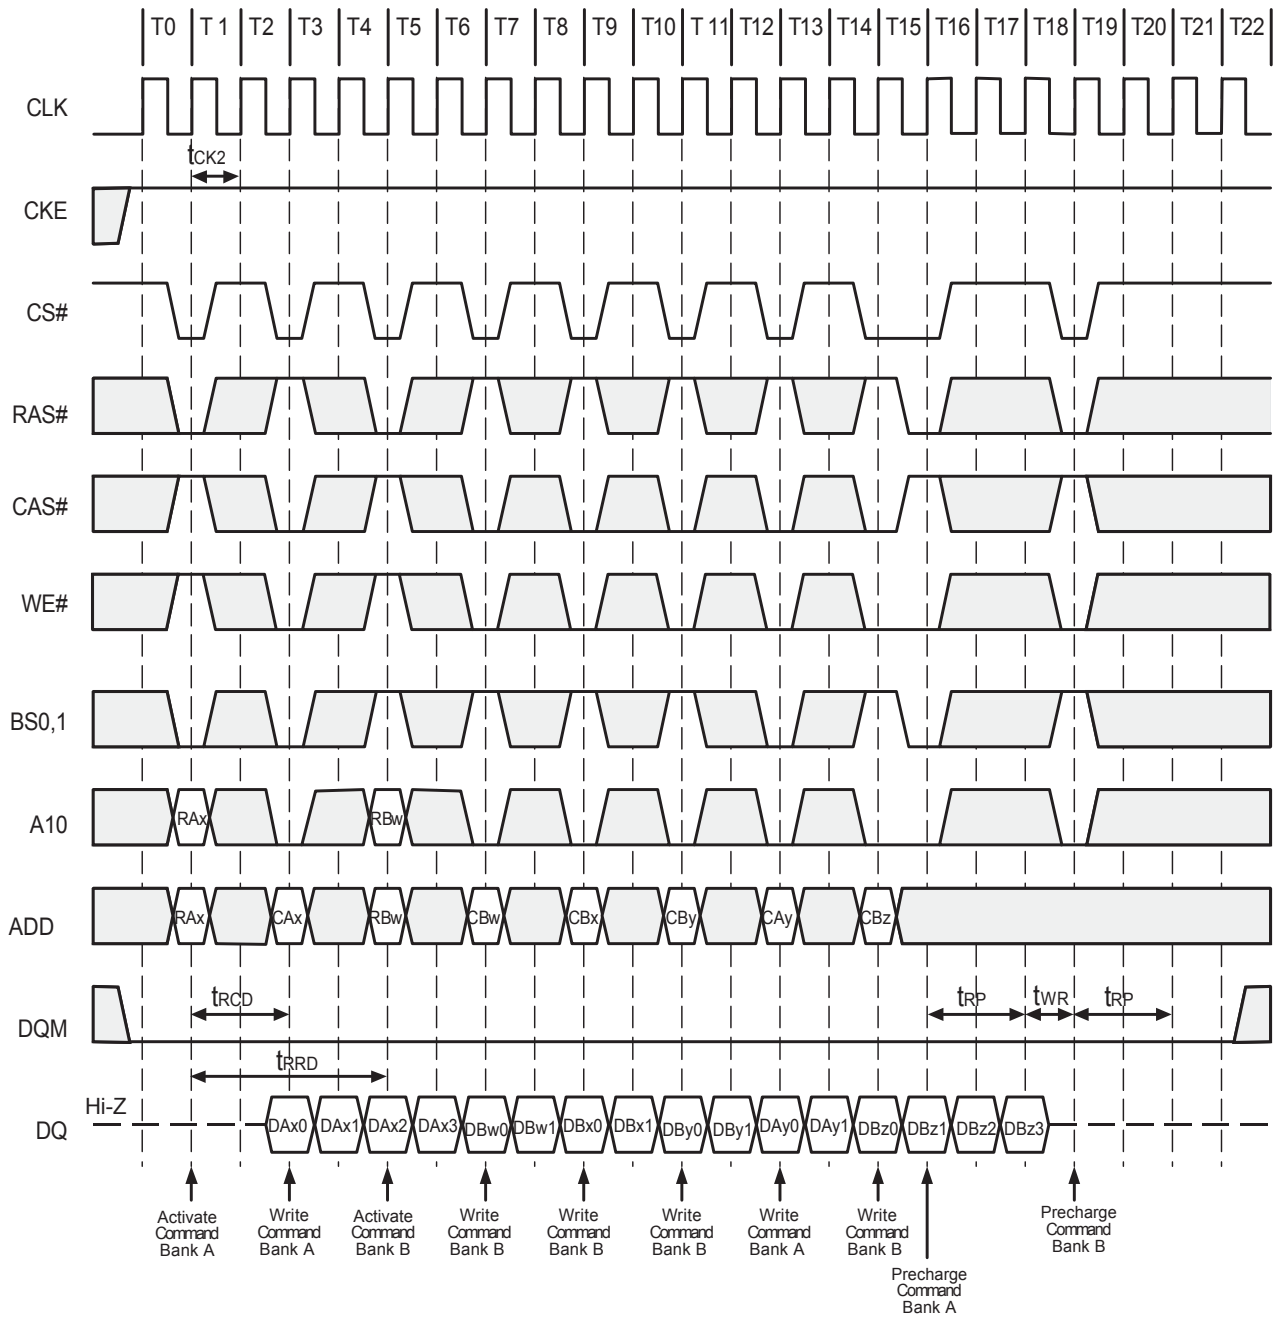 T0 T 1 T2 T3 T4 T5 T6 T7 T8 T9 T10 T 11 T12 T13 T14 T15 T16 T17 T18 T19 T20 T21 T22
CLK
tCK2
CKE
CS#
RAS#
CAS#
WE#
BS0,1
A10
RAx RBw
ADD
RAx CAx RBw CBw CBx CBy CAy CBz
tRCD tRP tWR tRP
DQM
tRRD
Hi-Z
DQ
DAx0 DAx1 DAx2 DAx3 DBw0 DBw1 DBx0 DBx1 DBy0 DBy1 DAy0 DAy1 DBz0 DBz1 DBz2 DBz3
Activate
Command
Bank A
Write
Command
Bank A
Activate
Command
Bank B
Write
Command
Bank B
Write
Command
Bank B
Write
Command
Bank B
Write
Command
Bank A
Write
Command
Bank B
Precharge
Command
Bank A
Precharge
Command
Bank B